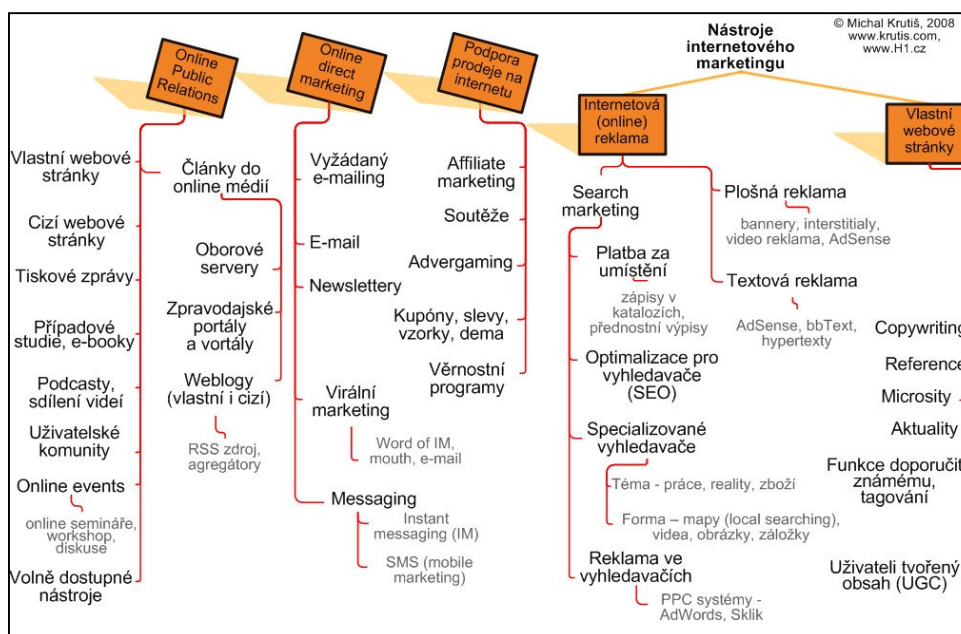 © Michal Krutiš, 2008
www.krutis.com,
www.H1.cz
Nástroje
internetového
marketingu
Online
Public
Relations
Vlastní webové
stránky
Cizí webové
stránky
Tiskové zprávy
Případové
studie, e-booky
Podcasty,
sdílení videí
Uživatelské
komunity
Online events
online semináře,
workshop,
diskuse
Volně dostupné
nástroje
Články do
online médií
Oborové
servery
Zpravodajské
portály
a vortály
Weblogy
(vlastní i cizí)
RSS zdroj,
agregátory
Online
direct
marketing
Vyžádaný
e-mailing
E-mail
Newslettery
Virální
marketing
Word of IM,
mouth, e-mail
Messaging
Instant
messaging (IM)
SMS (mobile
marketing)
Podpora
prodeje na
internetu
Affiliate
marketing
Soutěže
Advergaming
Kupóny, slevy,
vzorky, dema
Věrnostní
programy
Internetová
(online)
reklama
Search
marketing
Platba za
umístění
zápisy v
katalozích,
přednostní výpisy
Optimalizace pro
vyhledavače
(SEO)
Specializované
vyhledavače
Téma - práce, reality, zboží
Forma – mapy (local searching),
videa, obrázky, záložky
Reklama ve
vyhledavačích
PPC systémy -
AdWords, Sklik
Plošná reklama
bannery, interstitialy,
video reklama, AdSense
Textová reklama
AdSense, bbText,
hypertexty
Vlastní
webové
stránky
Copywriting
Reference
Microsity
Aktuality
Funkce doporučit
známému,
tagování
Uživateli tvořený
obsah (UGC)